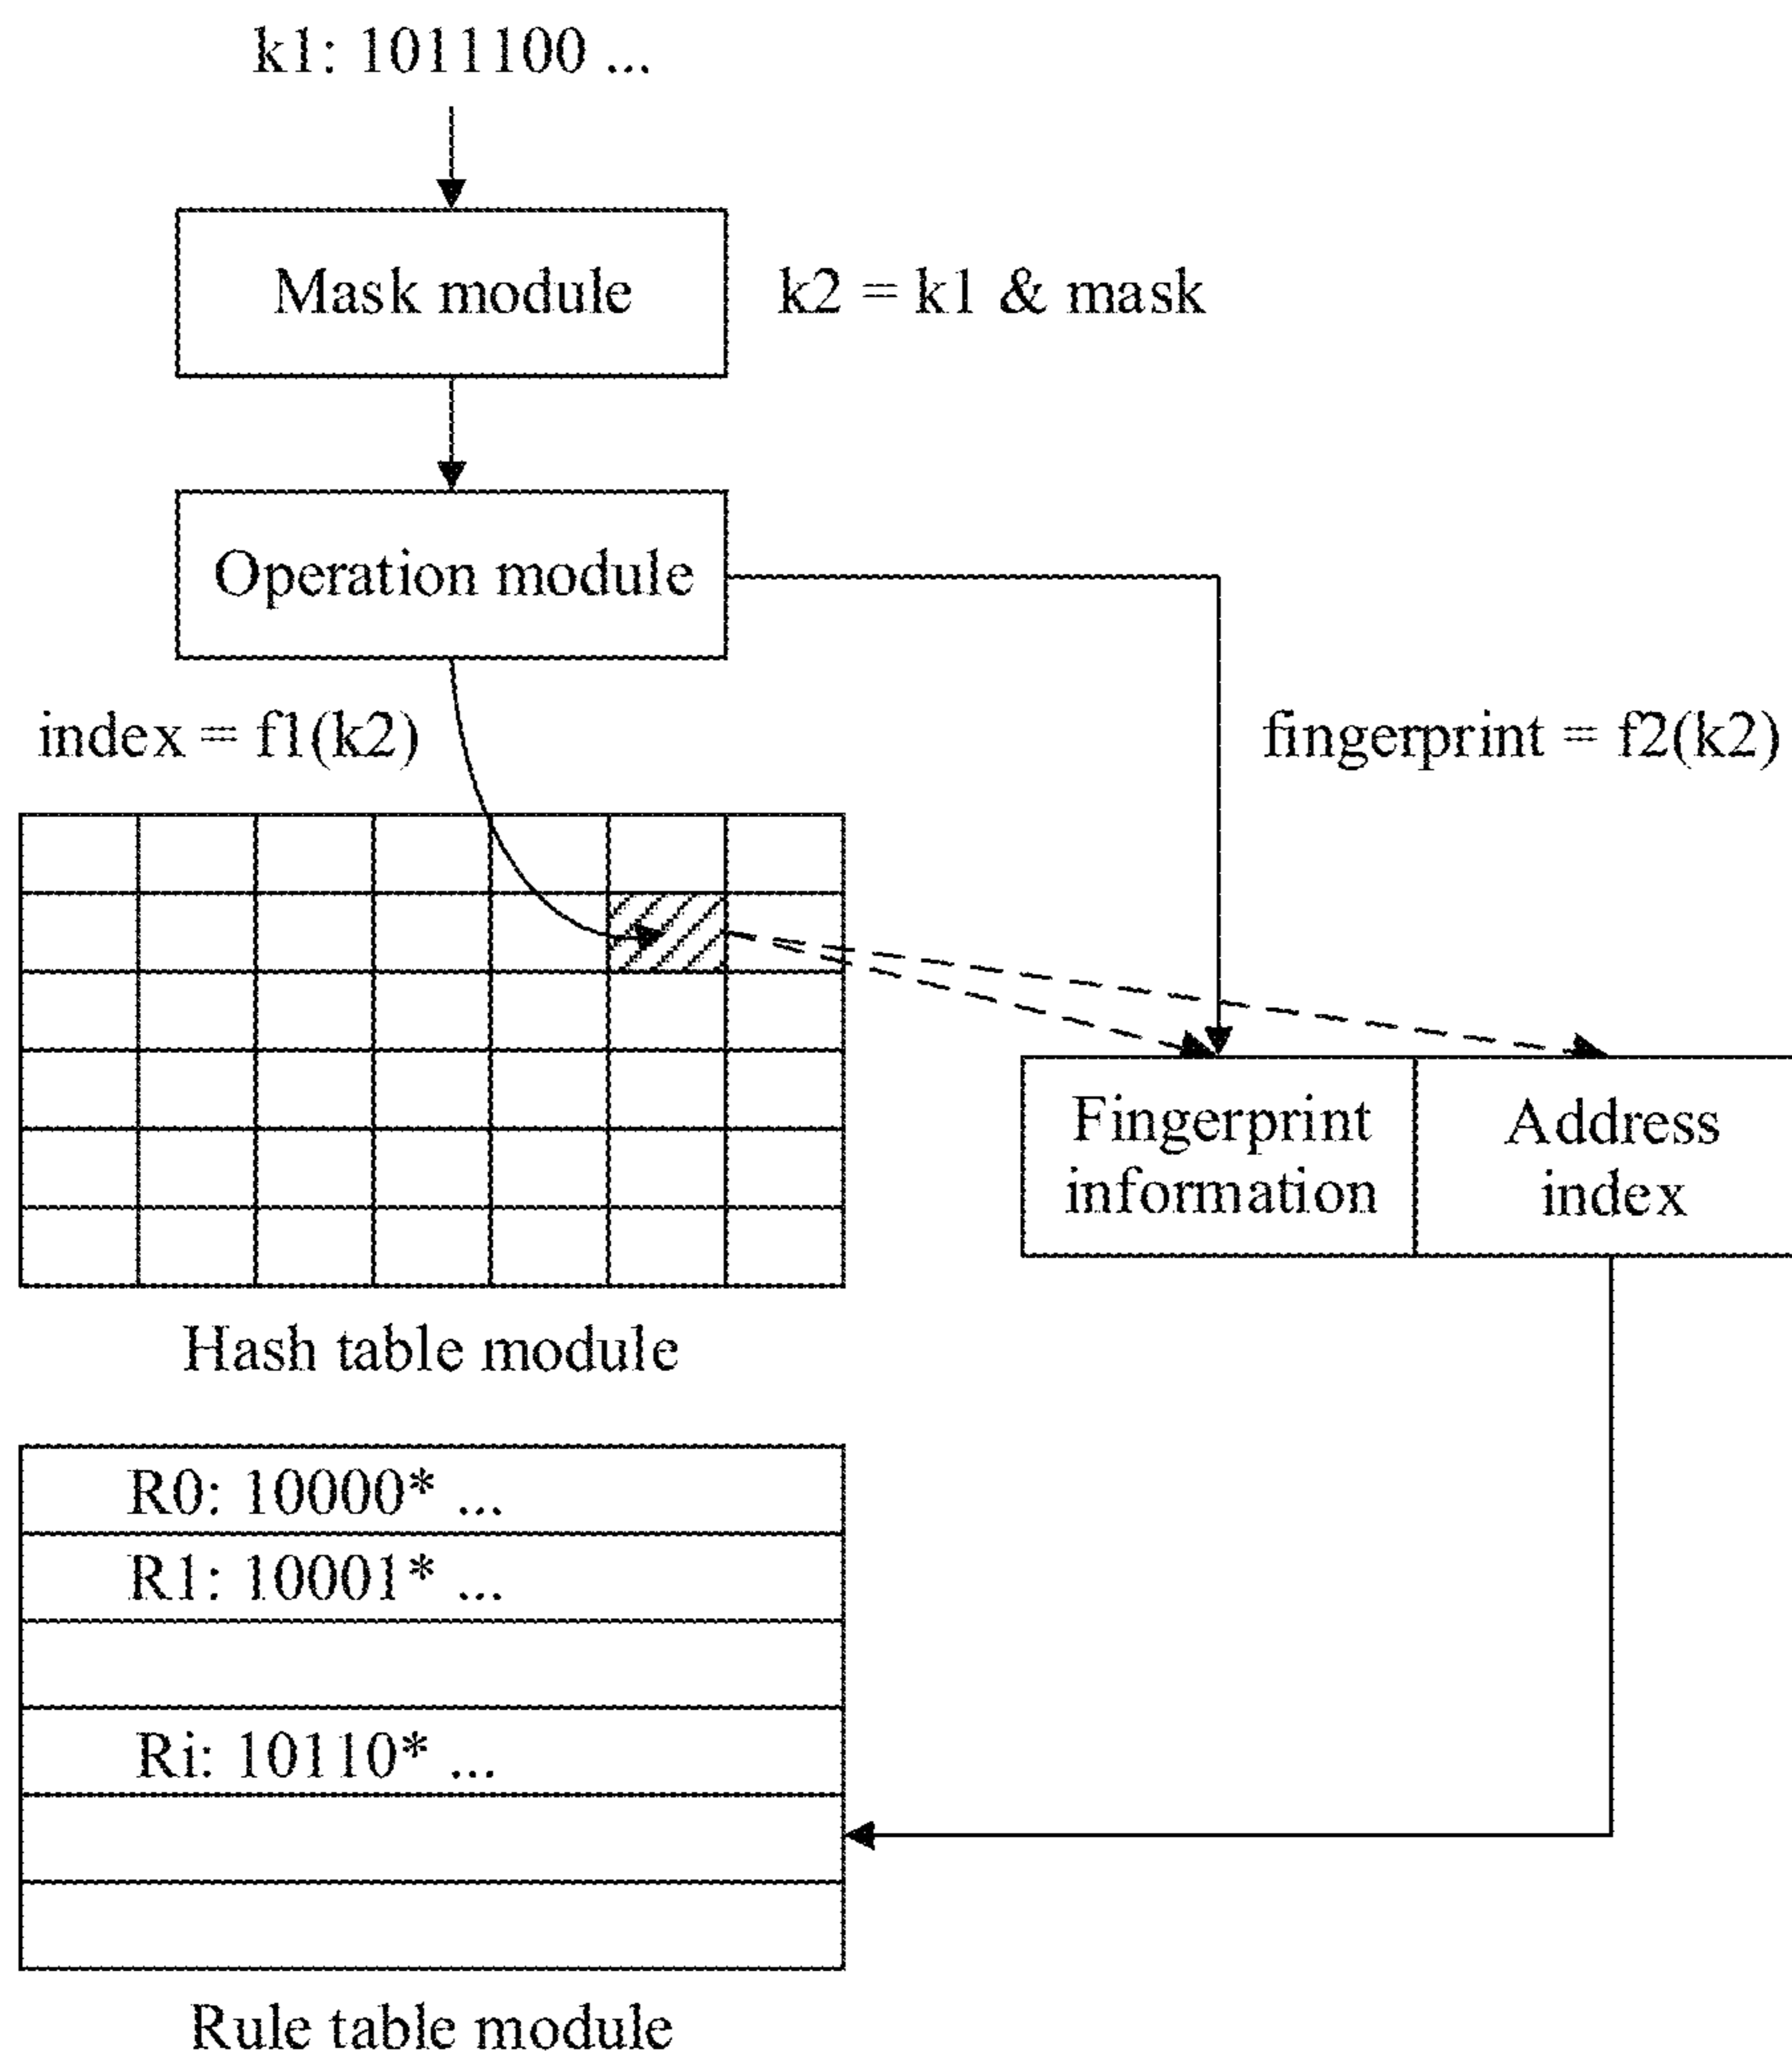 k1: 1011100 ...
Mask module
k2 = k1 & mask
Operation module
index = f1(k2)
fingerprint = f2(k2)
Fingerprint
information
Address
index
Hash table module
R0: 10000* ...
R1: 10001* ...
Ri: 10110* ...
Rule table module